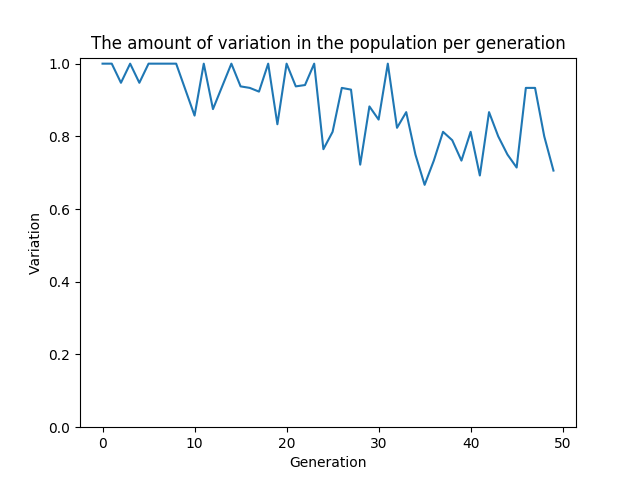 The amount of variation in the population per generation
1.0
0.8
0.6
0.4
0.2
0.0
Variation
0 10 20 30 40 50
Generation